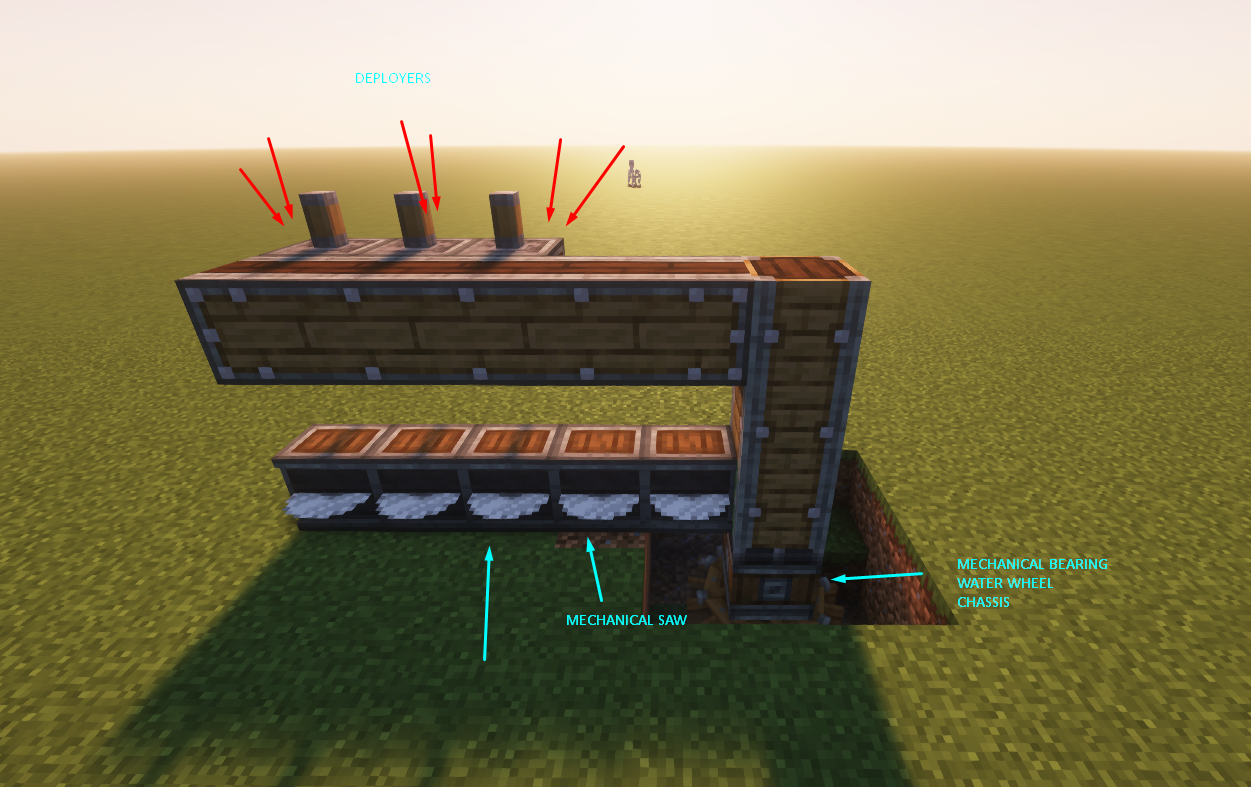 DEPLOYERS
MECHANICAL BEARING
WATER WHEEL
CHASSIS
MECHANICAL SAW